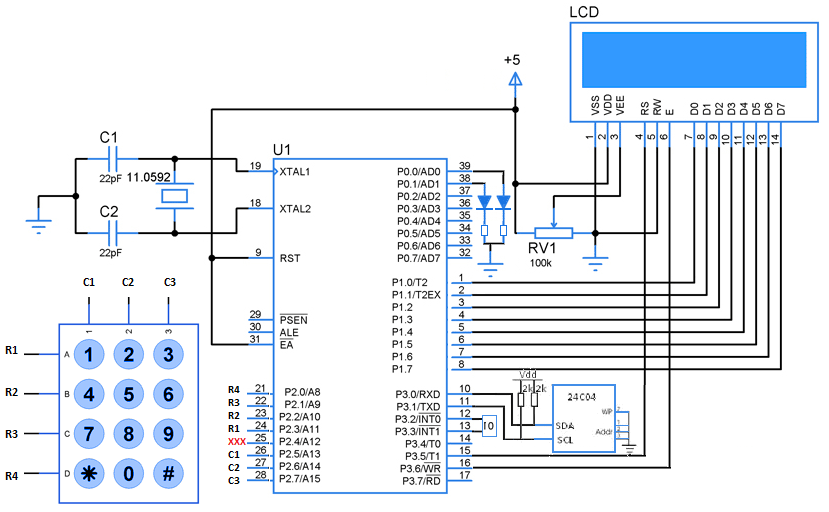 LCD
VSS VDD VEE RS RW E D0 D1 D2 D3 D4 D5 D6 D7
1 2 3 4 5 6 7 8 9 10 11 12 13 14
+5
C1
22pF
11.0592
C2
22pF
U1
19 XTAL1
18 XTAL2
9 RST
29 PSEN
30 ALE
31 EA
R4 21 P2.0/A8
R3 22 P2.1/A9
R2 23 P2.2/A10
R1 24 P2.3/A11
XXX 25 P2.4/A12
C1 26 P2.5/A13
C2 27 P2.6/A14
C3 28 P2.7/A15
P0.0/AD0 39
P0.1/AD1 38
P0.2/AD2 37
P0.3/AD3 36
P0.4/AD4 35
P0.5/AD5 34
P0.6/AD6 33
P0.7/AD7 32
P1.0/T2 1
P1.1/T2EX 2
P1.2 3
P1.3 4
P1.4 5
P1.5 6
P1.6 7
P1.7 8
P3.0/RXD 10
P3.1/TXD 11
P3.2/INT0 12
P3.3/INT1 13
P3.4/T0 14
P3.5/T1 15
P3.6/WR 16
P3.7/RD 17
RV1
100k
Vdd
2k 2k
24C04
SDA
SCL
WP
Addr
C1 C2 C3
1 2 3
R1 A 1 2 3
R2 B 4 5 6
R3 C 7 8 9
R4 D * 0 #